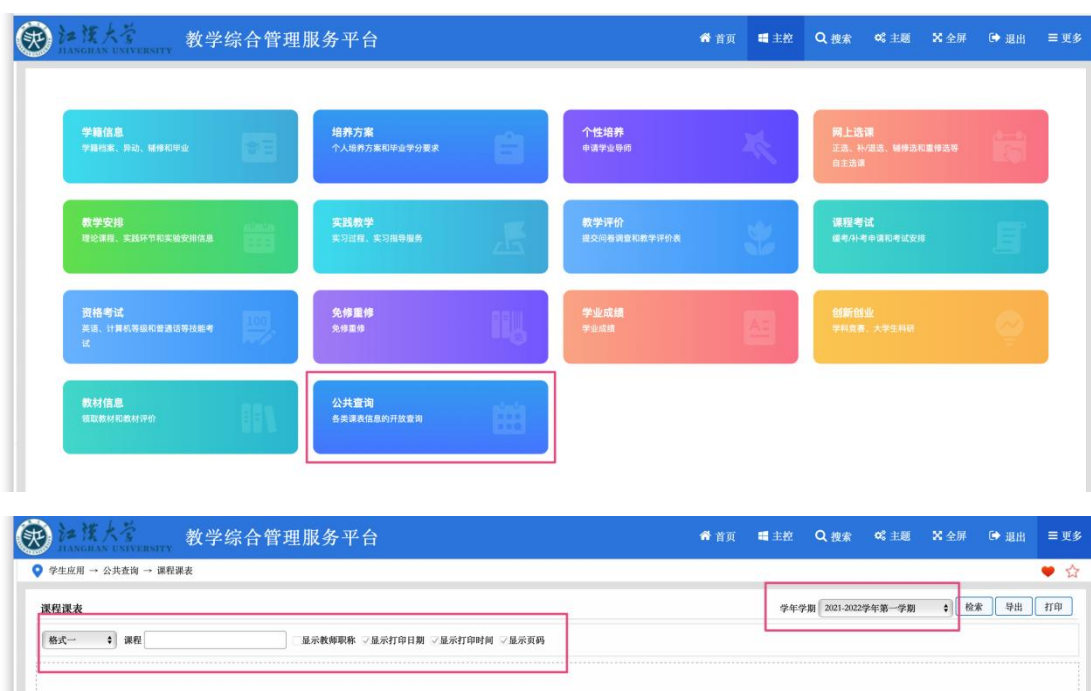 江汉大学 教学综合管理服务平台 首页 主控 搜索 主题 全屏 退出 更多
JIANGHAN UNIVERSITY
学籍信息 培养方案 个性培养 网上选课
学籍档案、异动、辅修和毕业 个人培养方案和毕业学分要求 申请学业导师 正选、补/退选、辅修选和重修选等
自主选课
教学安排 实践教学 教学评价 课程考试
理论课程、实践环节和实验安排信息 实习过程、实习指导服务 提交问卷调查和教学评价表 缓考/补考申请和考试安排
资格考试 免修重修 学业成绩 创新创业
英语、计算机等级和普通话等技能考 免修重修 学业成绩 学科竞赛、大学生科研
试
100
A
教材信息 公共查询
领取教材和教材评价 各类课表信息的开放查询
江汉大学 教学综合管理服务平台 首页 主控 搜索 主题 全屏 退出 更多
JIANGHAN UNIVERSITY
学生应用 → 公共查询 → 课程课表
课程课表 学年学期 2021-2022学年第一学期 检索 导出 打印
格式一 课程 显示教师职称 显示打印日期 显示打印时间 显示页码